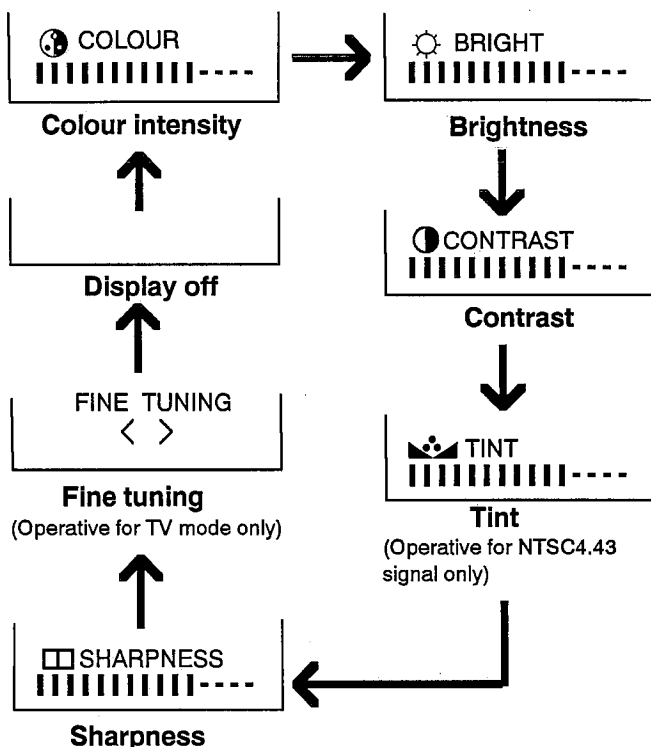 COLOUR
Colour intensity
BRIGHT
Brightness
CONTRAST
Contrast
TINT
Tint
(Operative for NTSC4.43
signal only)
SHARPNESS
Sharpness
FINE TUNING
< >
Fine tuning
(Operative for TV mode only)
Display off